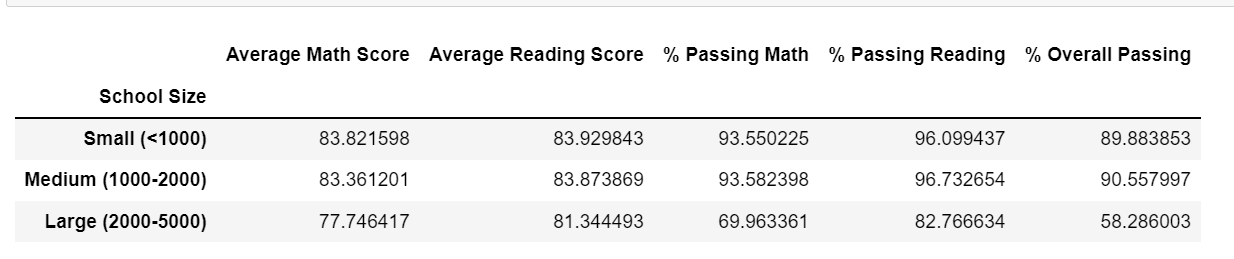 Average Math Score Average Reading Score % Passing Math % Passing Reading % Overall Passing
School Size
Small (<1000) 83.821598 83.929843 93.550225 96.099437 89.883853
Medium (1000-2000) 83.361201 83.873869 93.582398 96.732654 90.557997
Large (2000-5000) 77.746417 81.344493 69.963361 82.766634 58.286003